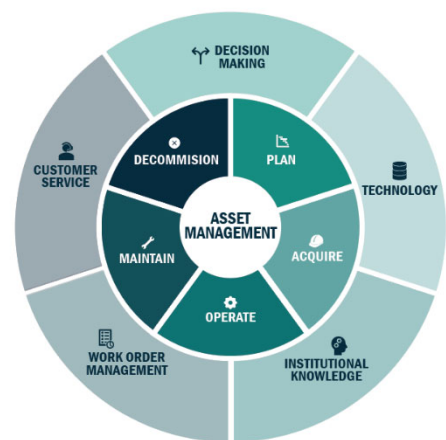 DECISION
MAKING
CUSTOMER
SERVICE
DECOMMISION
PLAN
TECHNOLOGY
ASSET
MANAGEMENT
MAINTAIN
ACQUIRE
OPERATE
WORK ORDER
MANAGEMENT
INSTITUTIONAL
KNOWLEDGE